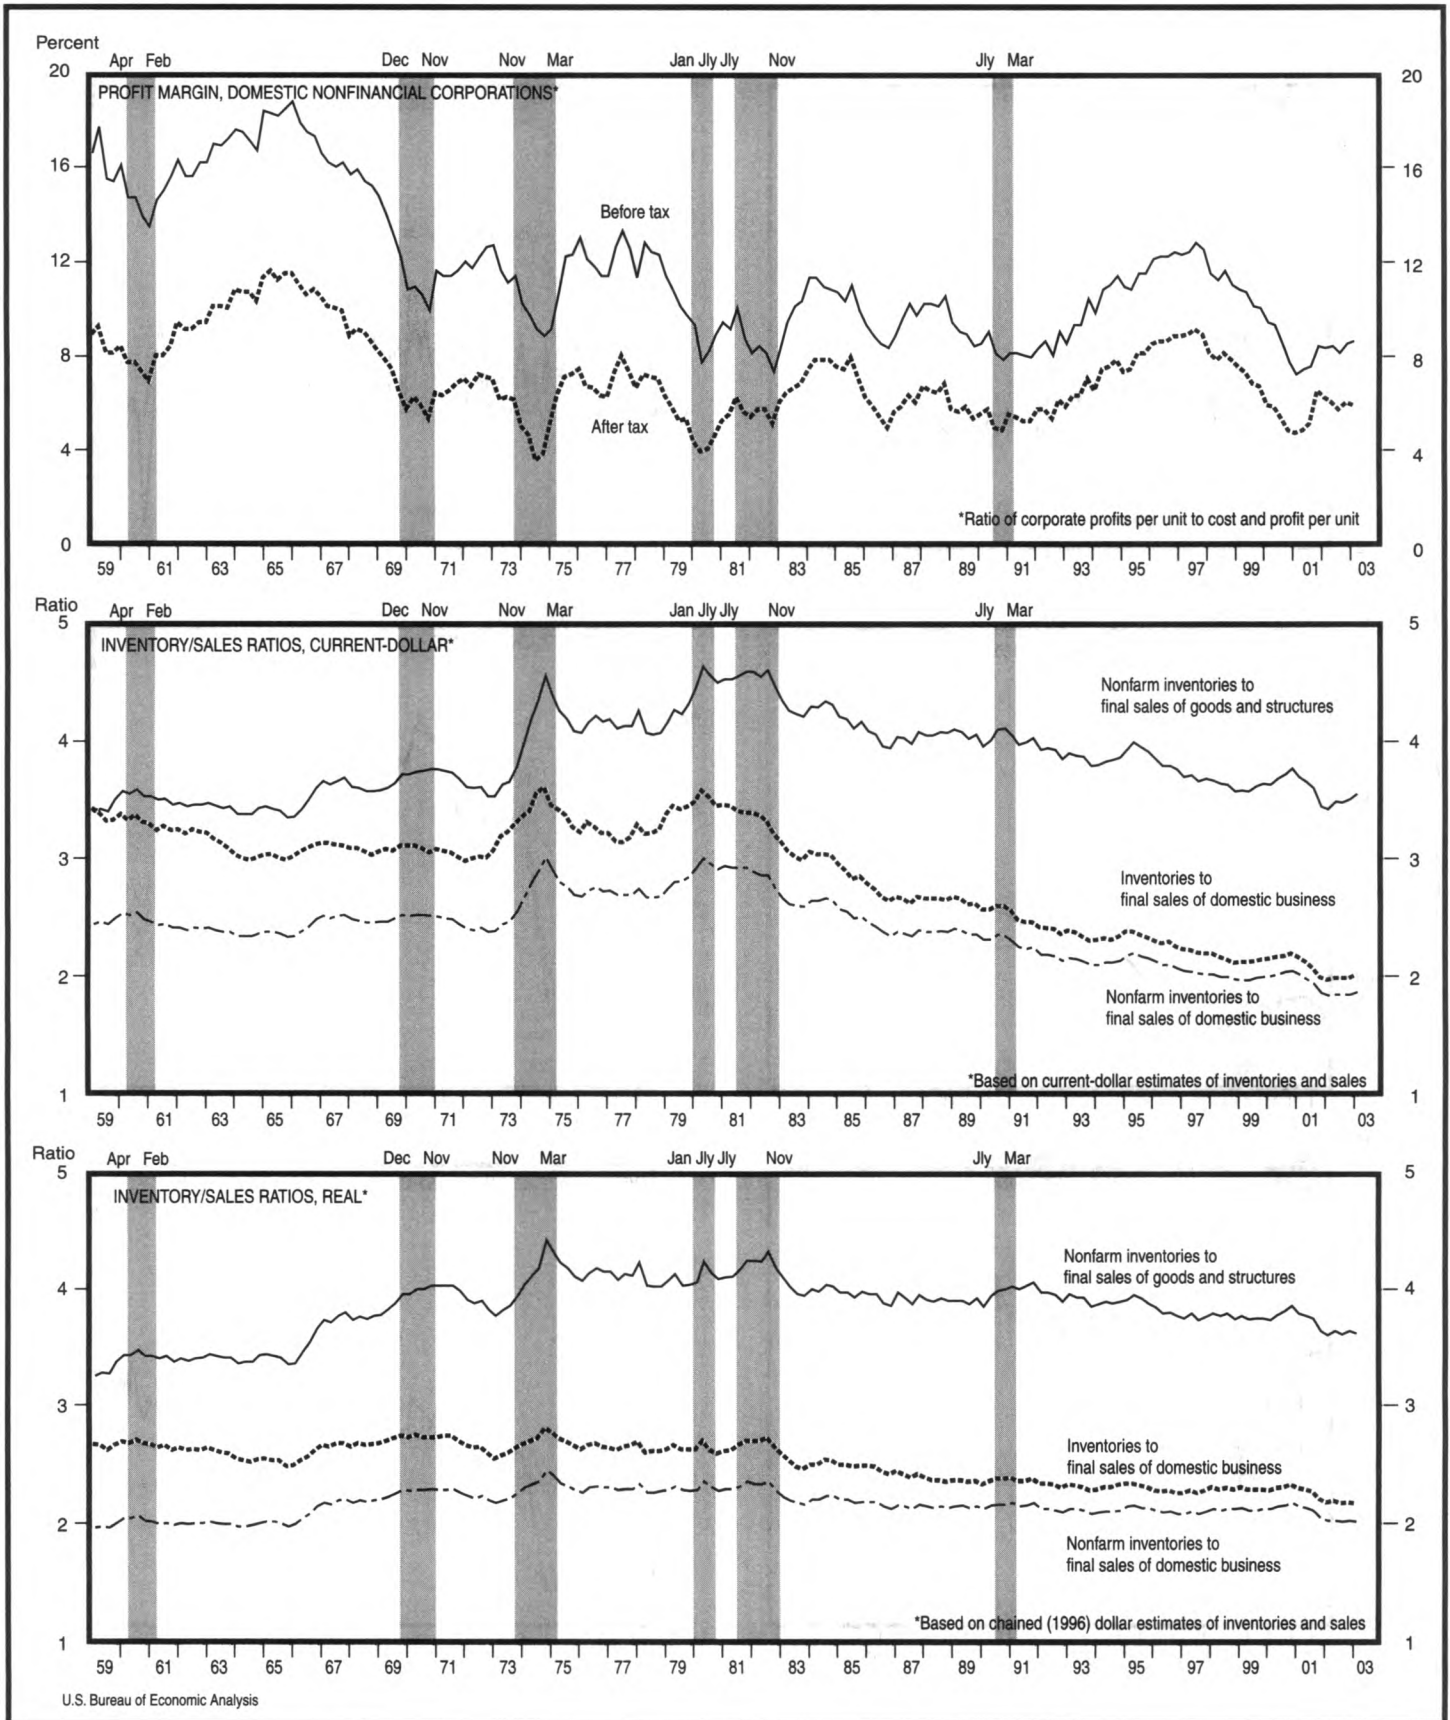 Percent
Apr Feb Dec Nov Nov Mar Jan Jly Jly Nov Jly Mar
20 20
PROFIT MARGIN, DOMESTIC NONFINANCIAL CORPORATIONS*
16 16
Before tax
12 12
8 8
After tax
4 4
*Ratio of corporate profits per unit to cost and profit per unit
0 0
59 61 63 65 67 69 71 73 75 77 79 81 83 85 87 89 91 93 95 97 99 01 03
Ratio
Apr Feb Dec Nov Nov Mar Jan Jly Jly Nov Jly Mar
5 5
INVENTORY/SALES RATIOS, CURRENT-DOLLAR*
Nonfarm inventories to
final sales of goods and structures
4 4
3 3
Inventories to
final sales of domestic business
2 2
Nonfarm inventories to
final sales of domestic business
*Based on current-dollar estimates of inventories and sales
1 1
59 61 63 65 67 69 71 73 75 77 79 81 83 85 87 89 91 93 95 97 99 01 03
Ratio
Apr Feb Dec Nov Nov Mar Jan Jly Jly Nov Jly Mar
5 5
INVENTORY/SALES RATIOS, REAL*
Nonfarm inventories to
final sales of goods and structures
4 4
3 3
Inventories to
final sales of domestic business
2 2
Nonfarm inventories to
final sales of domestic business
*Based on chained (1996) dollar estimates of inventories and sales
1 1
59 61 63 65 67 69 71 73 75 77 79 81 83 85 87 89 91 93 95 97 99 01 03
U.S. Bureau of Economic Analysis